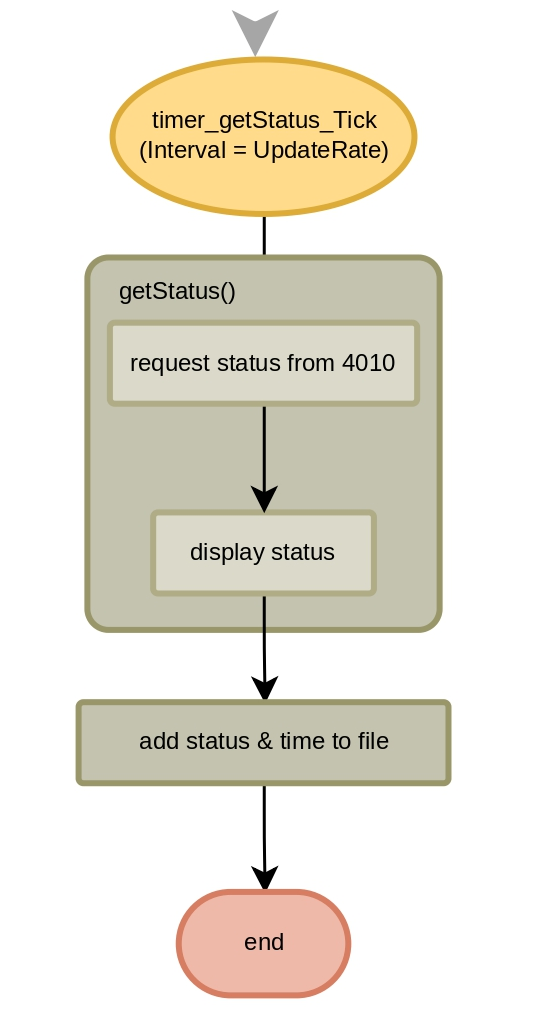 timer_getStatus_Tick
(Interval = UpdateRate)
getStatus()
request status from 4010
display status
add status & time to file
end